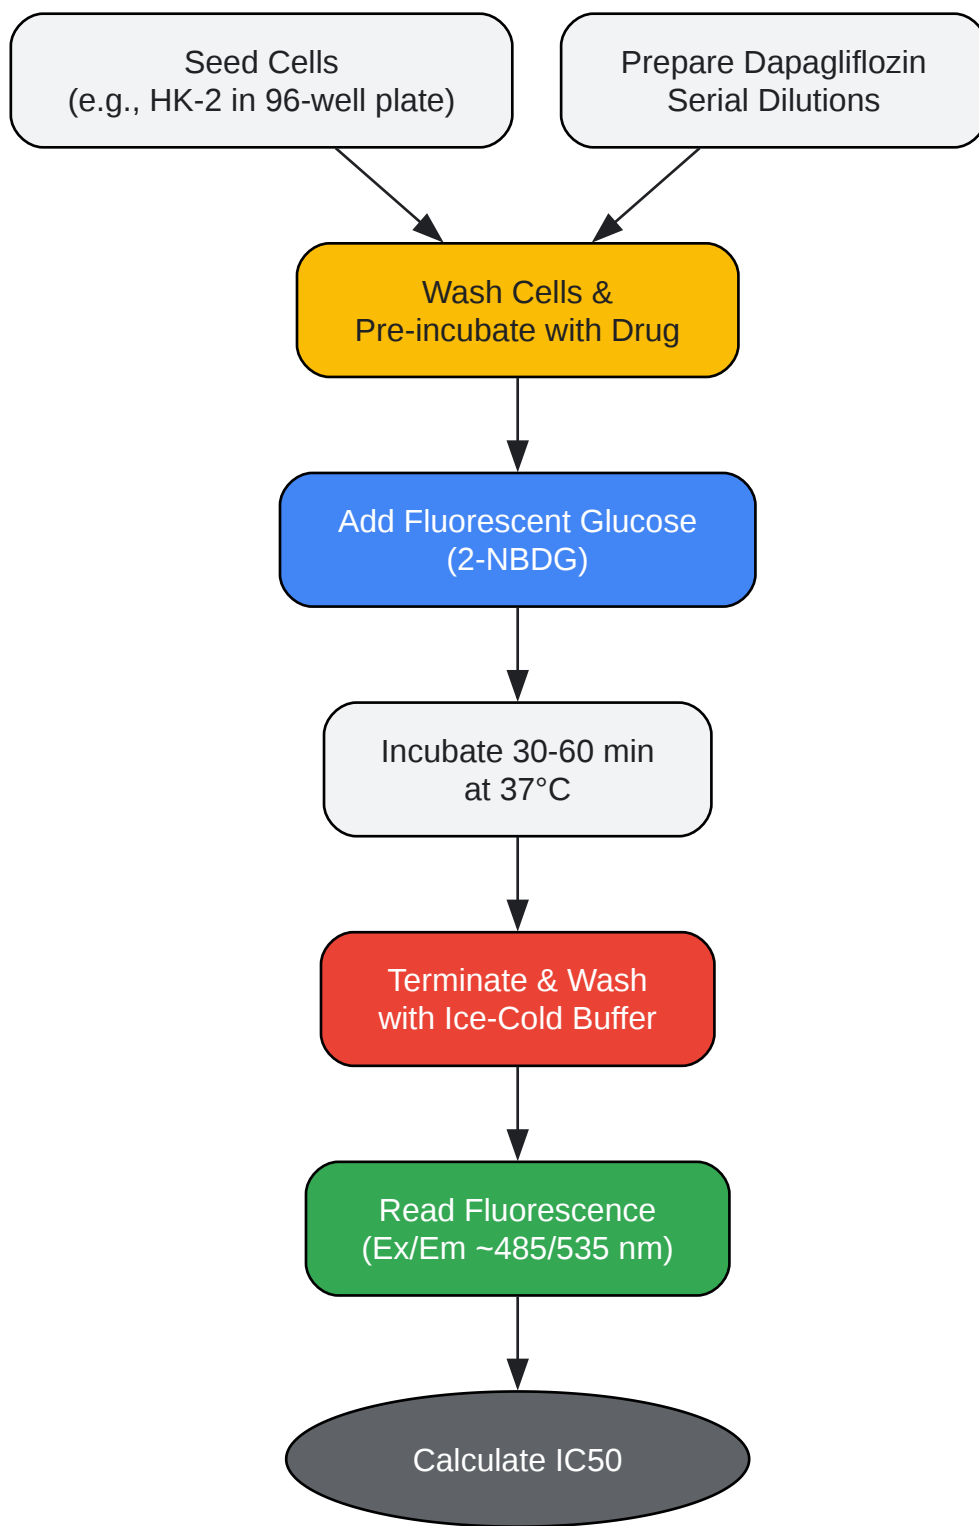 Seed Cells
(e.g., HK-2 in 96-well plate)
Prepare Dapagliflozin
Serial Dilutions
Wash Cells &
Pre-incubate with Drug
Add Fluorescent Glucose
(2-NBDG)
Incubate 30-60 min
at 37°C
Terminate & Wash
with Ice-Cold Buffer
Read Fluorescence
(Ex/Em ~485/535 nm)
Calculate IC50